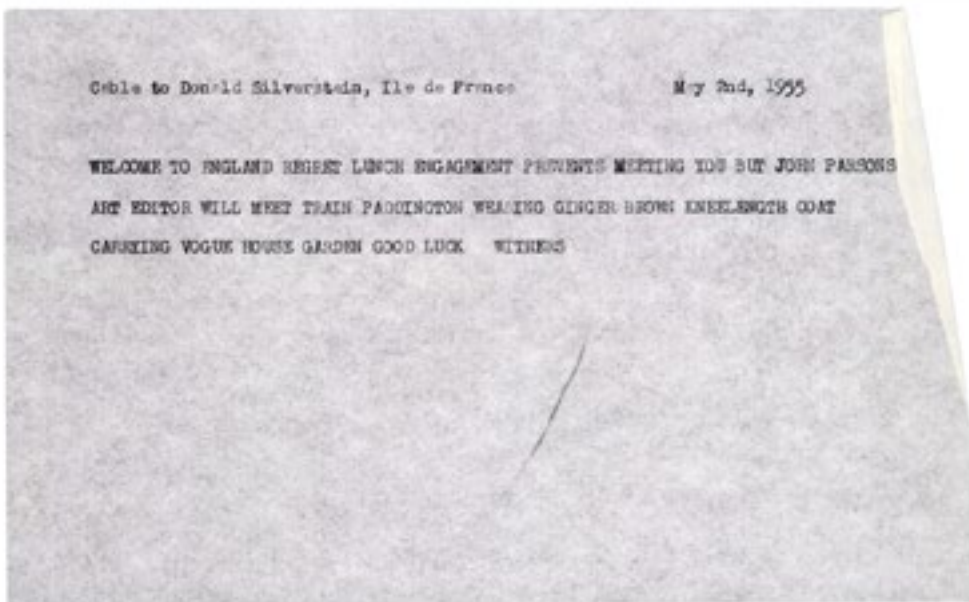 Cable to Donald Silverstein, Ile de France May 2nd, 1955
WELCOME TO ENGLAND REGRET LUNCH ENGAGEMENT PREVENTS MEETING YOU BUT JOHN PARSONS
ART EDITOR WILL MEET TRAIN PADDINGTON WEARING GINGER BROWN KNEELENGTH COAT
CARRYING VOGUE HOUSE GARDEN GOOD LUCK WITHERS